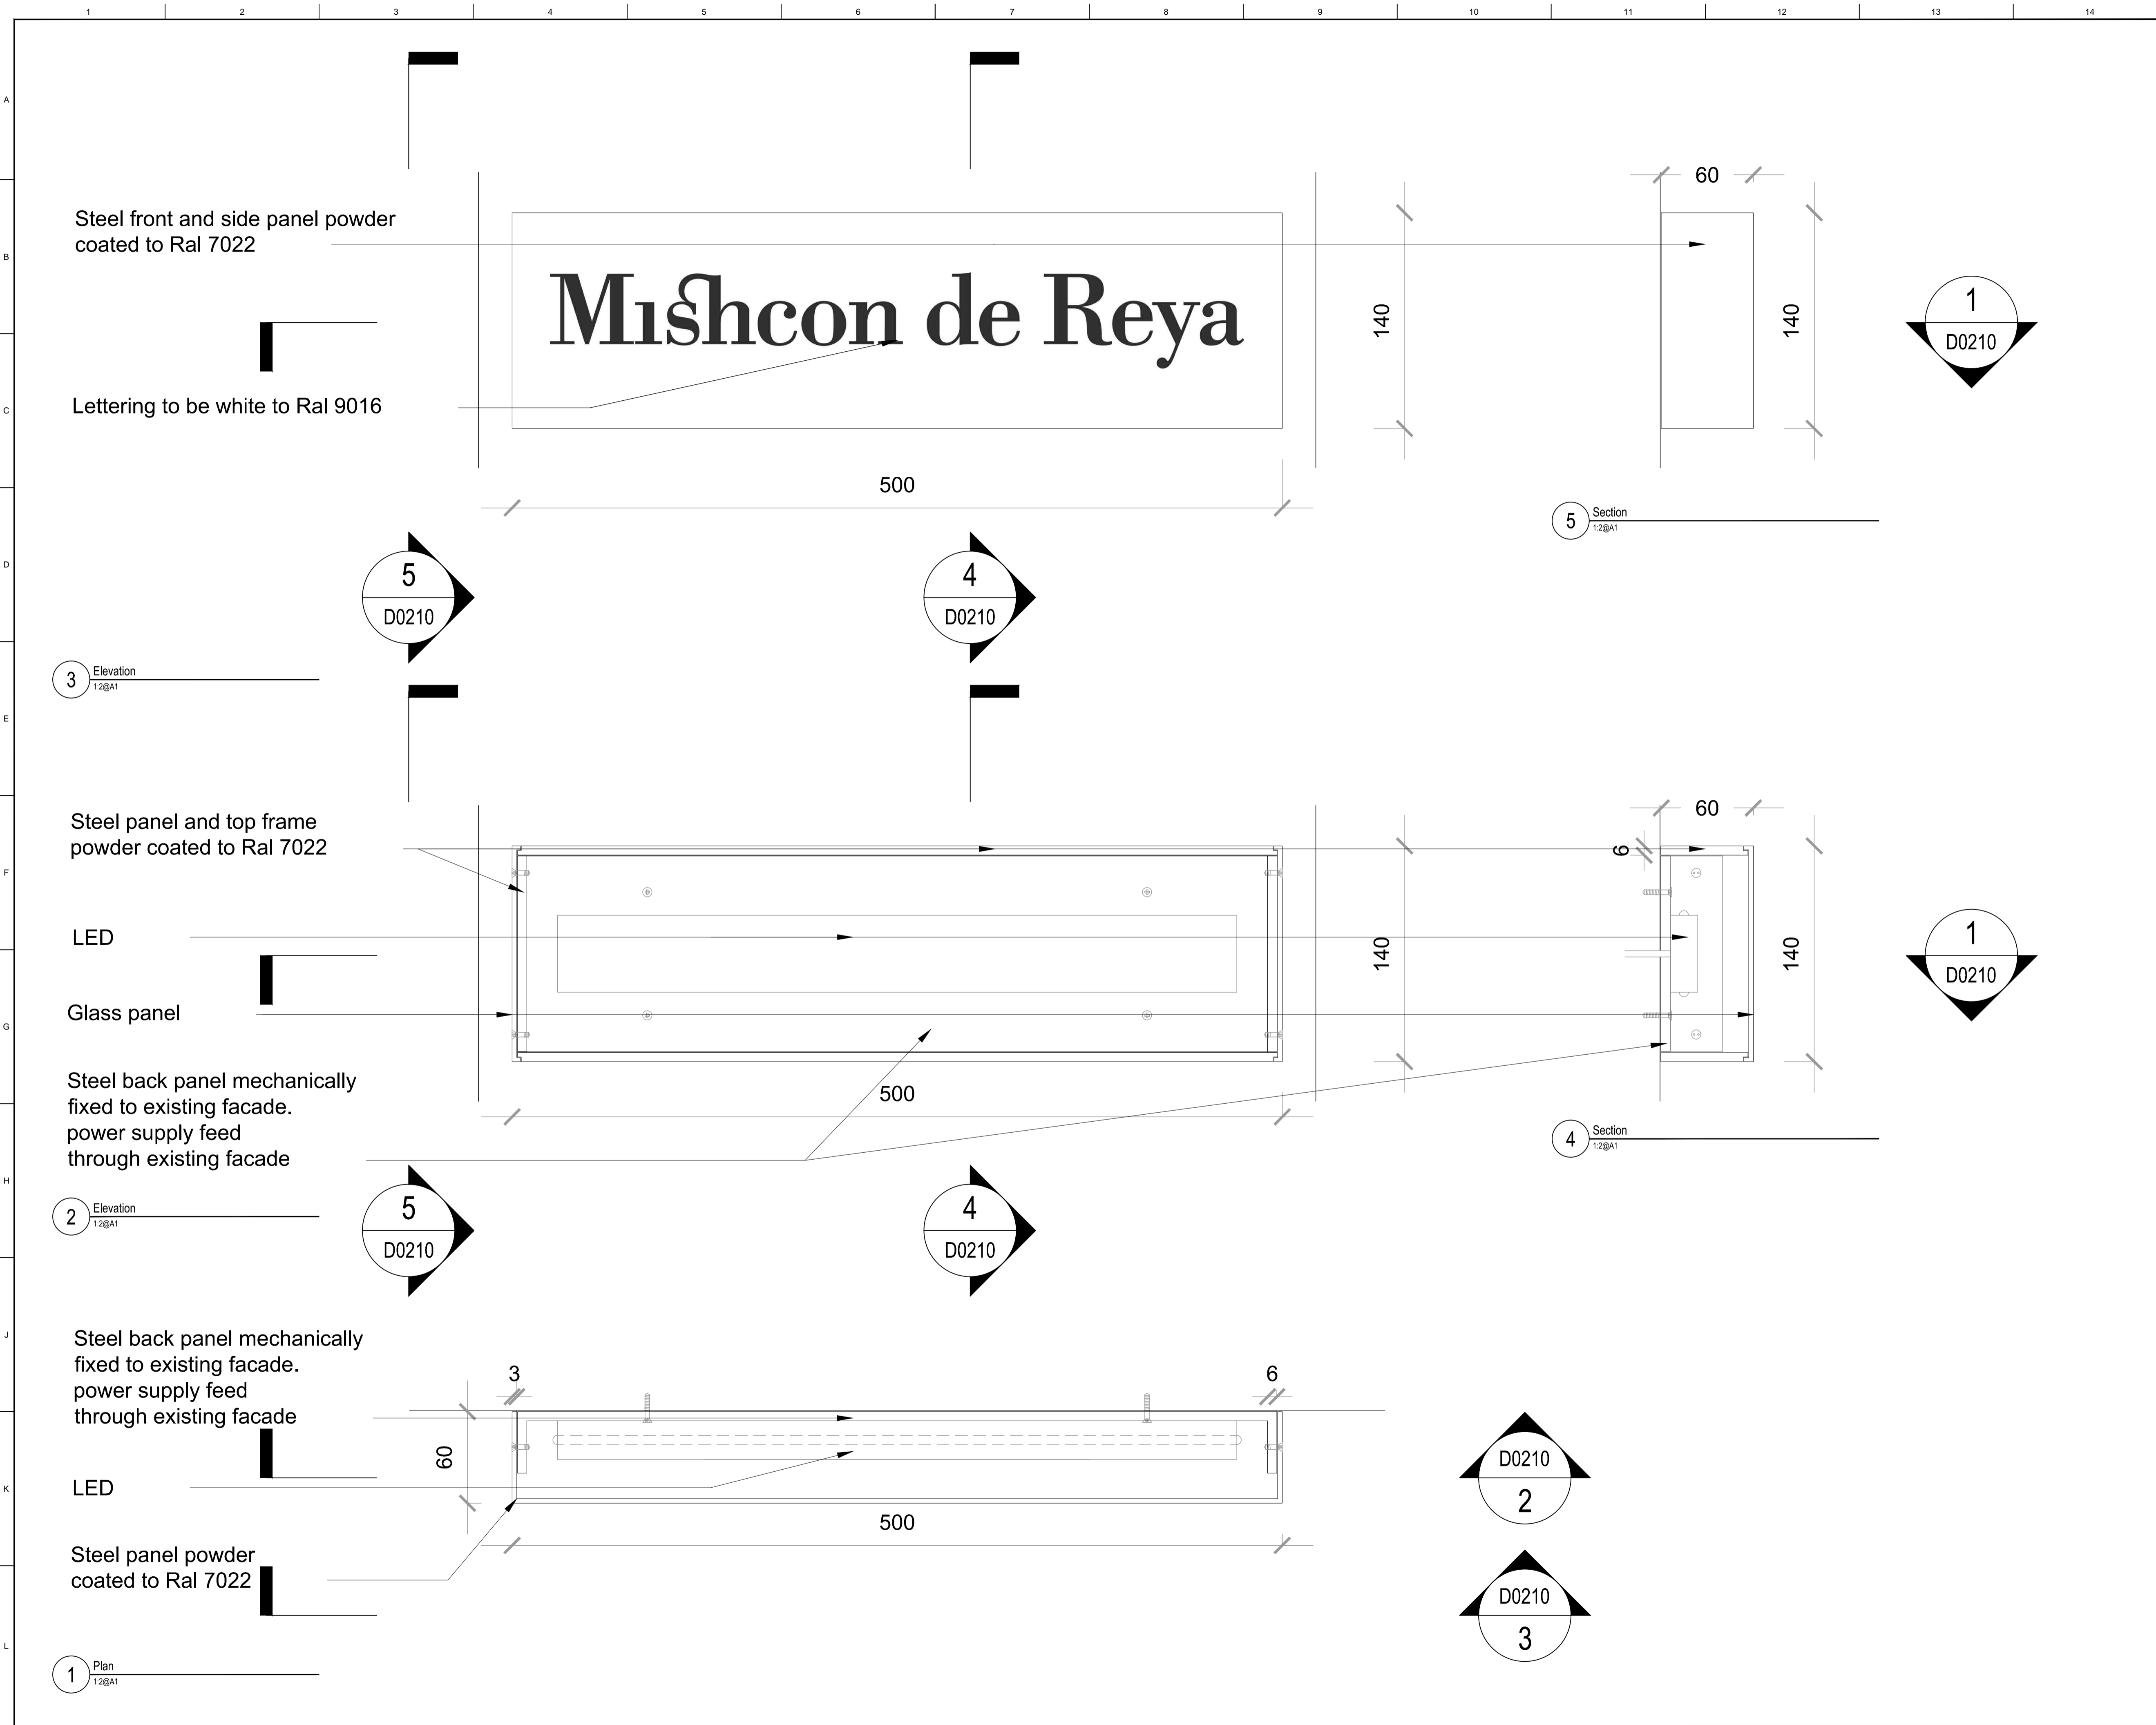 1 2 3 4 5 6 7 8 9 10 11 12 13 14
A
B
C
D
E
F
G
H
J
K
L
Steel front and side panel powder
coated to Ral 7022
Mishcon de Reya
Lettering to be white to Ral 9016
140
500
60
140
1
D0210
5
Section
1:2@A1
5
D0210
4
D0210
3
Elevation
1:2@A1
Steel panel and top frame
powder coated to Ral 7022
LED
Glass panel
Steel back panel mechanically
fixed to existing facade.
power supply feed
through existing facade
140
500
60
6
140
1
D0210
4
Section
1:2@A1
2
Elevation
1:2@A1
5
D0210
4
D0210
Steel back panel mechanically
fixed to existing facade.
power supply feed
through existing facade
LED
Steel panel powder
coated to Ral 7022
3
6
60
500
D0210
2
D0210
3
1
Plan
1:2@A1